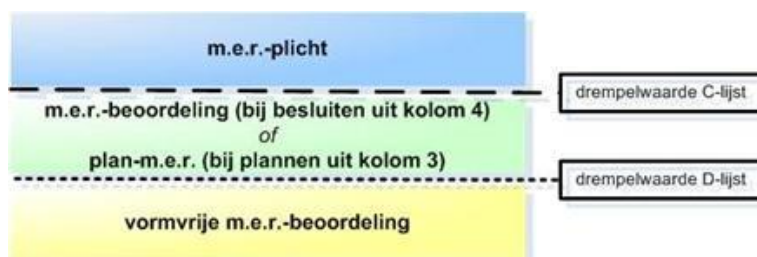 m.e.r.-plicht
drempelwaarde C-lijst
m.e.r.-beoordeling (bij besluiten uit kolom 4)
of
plan-m.e.r. (bij plannen uit kolom 3)
drempelwaarde D-lijst
vormvrije m.e.r.-beoordeling